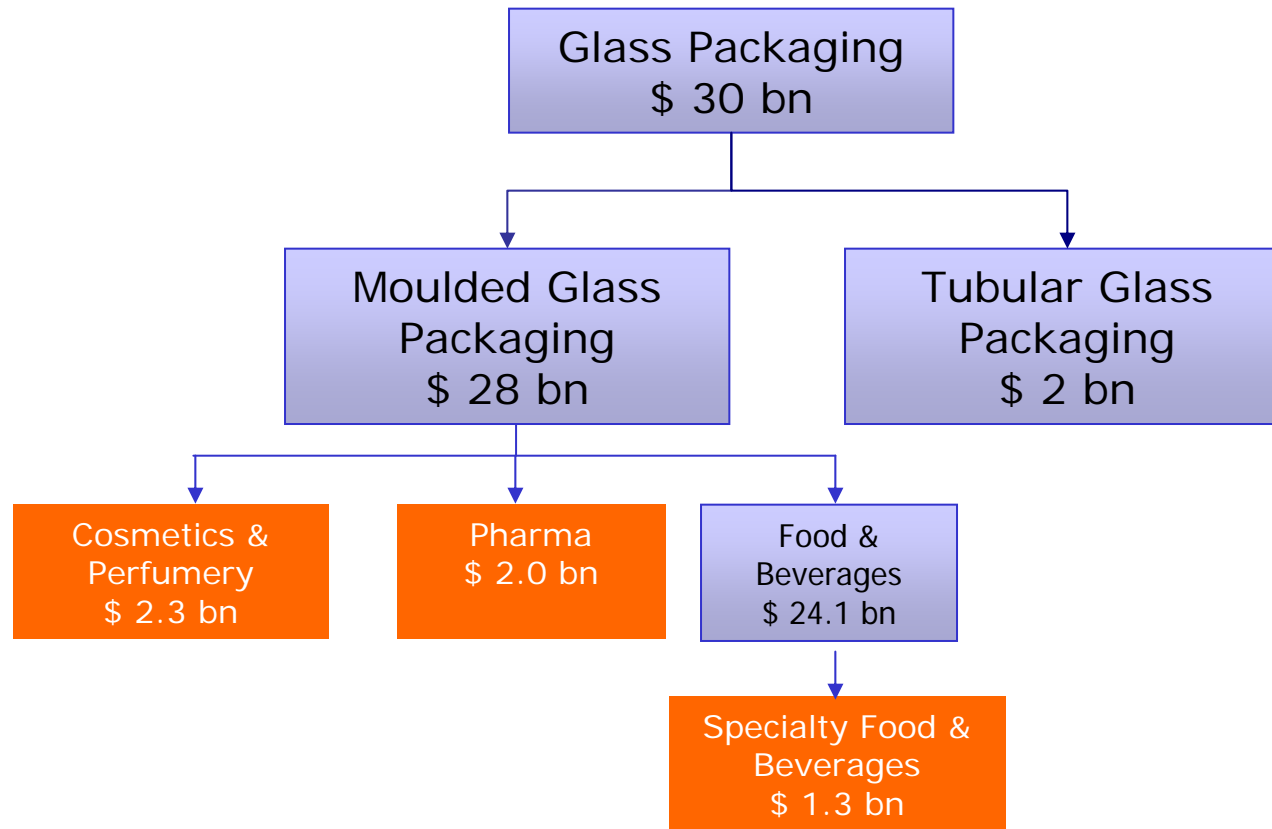 Glass Packaging
$ 30 bn
Moulded Glass
Packaging
$ 28 bn
Tubular Glass
Packaging
$ 2 bn
Cosmetics &
Perfumery
$ 2.3 bn
Pharma
$ 2.0 bn
Food &
Beverages
$ 24.1 bn
Specialty Food &
Beverages
$ 1.3 bn